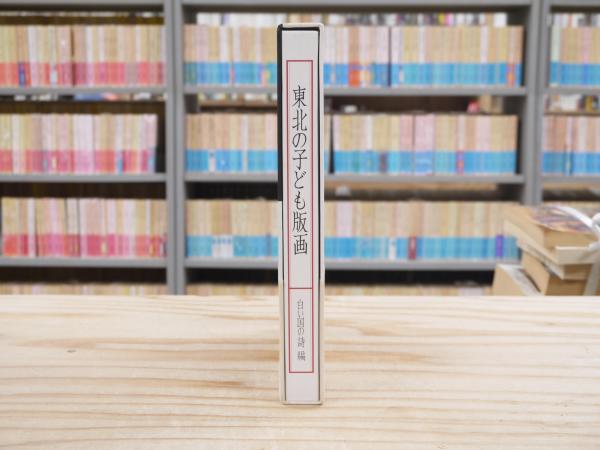 東北の子ども版画
白い国の詩 編